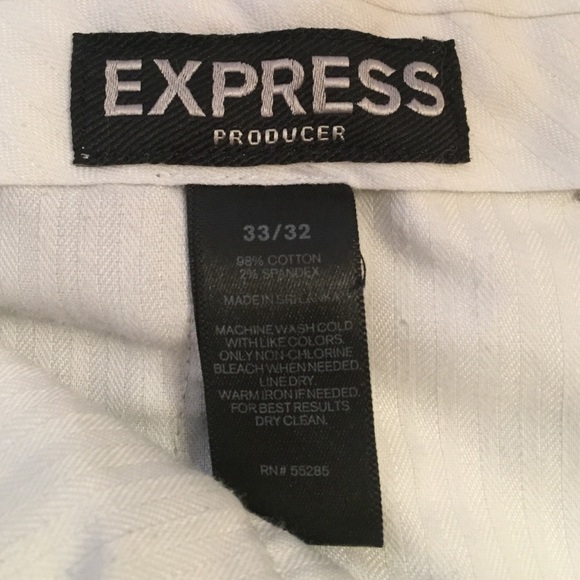 EXPRESS
PRODUCER
33/32
98% COTTON
2% SPANDEX
MADE IN SRI LANKA
MACHINE WASH COLD
WITH LIKE COLORS.
ONLY NON-CHLORINE
BLEACH WHEN NEEDED.
LINE DRY.
WARM IRON IF NEEDED.
FOR BEST RESULTS
DRY CLEAN.
RN# 55285